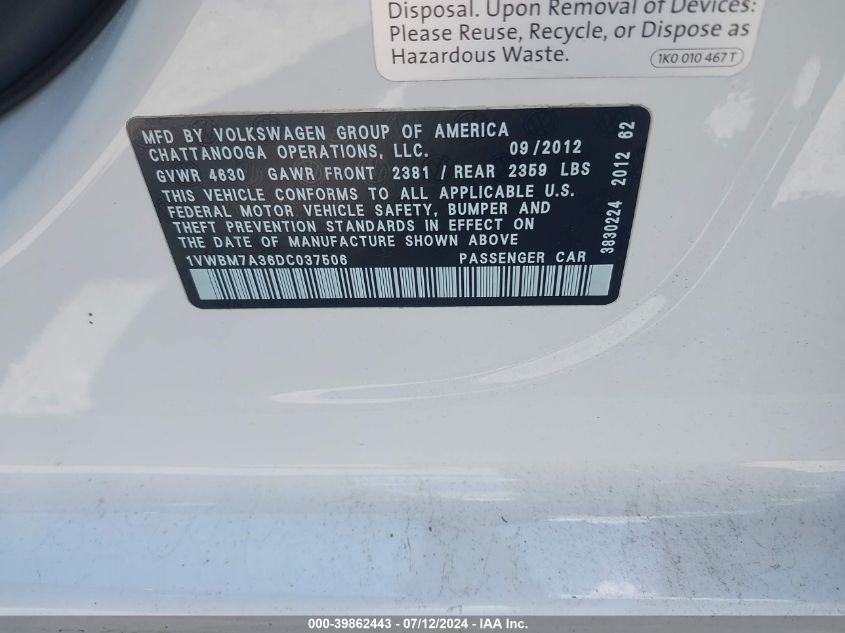 Disposal. Upon Removal of Devices:
Please Reuse, Recycle, or Dispose as
Hazardous Waste.
1K0 010 467 T
MFD BY VOLKSWAGEN GROUP OF AMERICA
CHATTANOOGA OPERATIONS, LLC. 09/2012
GVWR 4630 GAWR FRONT 2381 / REAR 2359 LBS
THIS VEHICLE CONFORMS TO ALL APPLICABLE U.S.
FEDERAL MOTOR VEHICLE SAFETY, BUMPER AND
THEFT PREVENTION STANDARDS IN EFFECT ON
THE DATE OF MANUFACTURE SHOWN ABOVE
1VWBM7A36DC037506 PASSENGER CAR
3830224 2012 62
000-39862443 - 07/12/2024 - IAAI.com